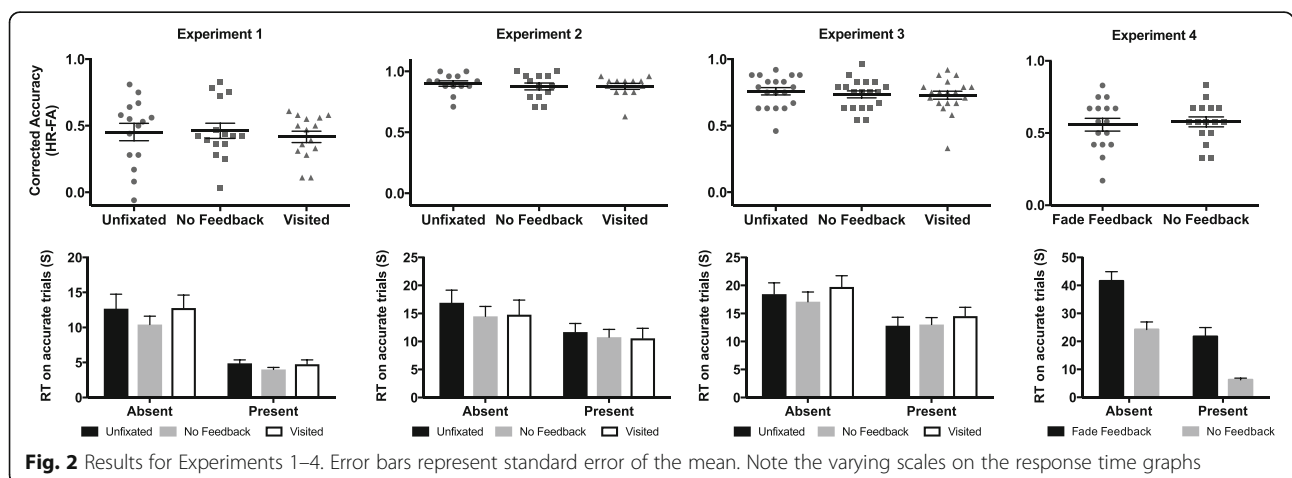 Experiment 1
Experiment 2
Experiment 3
Experiment 4
Corrected Accuracy
(HR-FA)
1.0
0.5
0.0
Unfixated No Feedback Visited
1.0
0.5
0.0
Unfixated No Feedback Visited
1.0
0.5
0.0
Unfixated No Feedback Visited
1.0
0.5
0.0
Fade Feedback No Feedback
RT on accurate trials (S)
20
15
10
5
0
Absent Present
Unfixated No Feedback Visited
RT on accurate trials (S)
25
20
15
10
5
0
Absent Present
Unfixated No Feedback Visited
RT on accurate trials (S)
25
20
15
10
5
0
Absent Present
Unfixated No Feedback Visited
RT on accurate trials (S)
50
40
30
20
10
0
Absent Present
Fade Feedback No Feedback
Fig. 2 Results for Experiments 1–4. Error bars represent standard error of the mean. Note the varying scales on the response time graphs